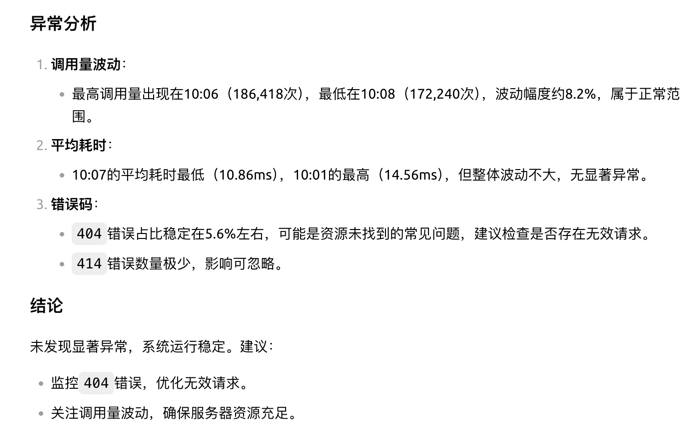 异常分析
1. 调用量波动：
• 最高调用量出现在10:06（186,418次），最低在10:08（172,240次），波动幅度约8.2%，属于正常范
围。
2. 平均耗时：
• 10:07的平均耗时最低（10.86ms），10:01的最高（14.56ms），但整体波动不大，无显著异常。
3. 错误码：
• 404 错误占比稳定在5.6%左右，可能是资源未找到的常见问题，建议检查是否存在无效请求。
• 414 错误数量极少，影响可忽略。
结论
未发现显著异常，系统运行稳定。建议：
• 监控 404 错误，优化无效请求。
• 关注调用量波动，确保服务器资源充足。